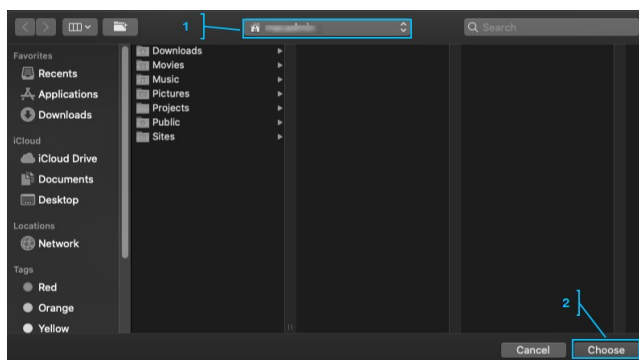 1
Search
Favorites
Recents
Applications
Downloads
iCloud
iCloud Drive
Documents
Desktop
Locations
Network
Tags
Red
Orange
Yellow
Downloads
Movies
Music
Pictures
Projects
Public
Sites
2
Cancel
Choose